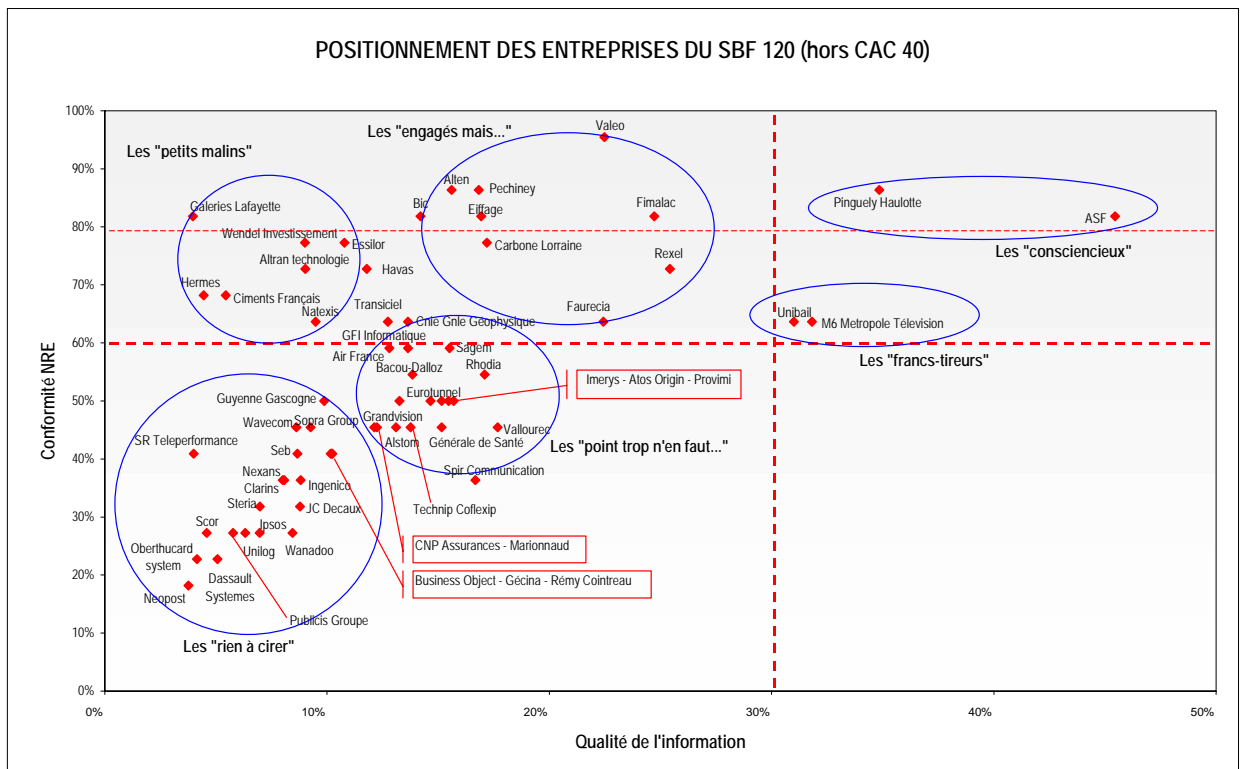 POSITIONNEMENT DES ENTREPRISES DU SBF 120 (hors CAC 40)
100%
Les "engagés mais..."
Valeo
Les "petits malins"
90%
Alten
Pechiney
Pinguely Haulotte
Galeries Lafayette
Bic
Eiffage
Fimalac
ASF
80%
Wendel Investissement
Essilor
Carbone Lorraine
Les "consciencieux"
Altran technologie
Havas
Rexel
70%
Hermes
Ciments Français
Natexis
Transiciel
Cnie Gnle Géophysique
Faurecia
Unibail
M6 Metropole Télévision
GFI Informatique
60%
Air France
Sagem
Les "francs-tireurs"
Bacou-Dalloz
Rhodia
Imerys - Atos Origin - Provimi
Guyenne Gascogne
Eurotunnel
50%
Wavecom
Sopra Group
Grandvision
SR Teleperformance
Alstom
Générale de Santé
Vallourec
Les "point trop n'en faut..."
Seb
40%
Spir Communication
Nexans
Clarins
Ingenico
Steria
JC Decaux
Technip Coflexip
30%
Scor
Ipsos
Unilog
Wanadoo
CNP Assurances - Marionnaud
Oberthucard
system
Business Object - Gécina - Rémy Cointreau
20%
Dassault
Systemes
Neopost
Publicis Groupe
Les "rien à cirer"
10%
0%
Conformité NRE
0%
10%
20%
30%
40%
50%
Qualité de l'information